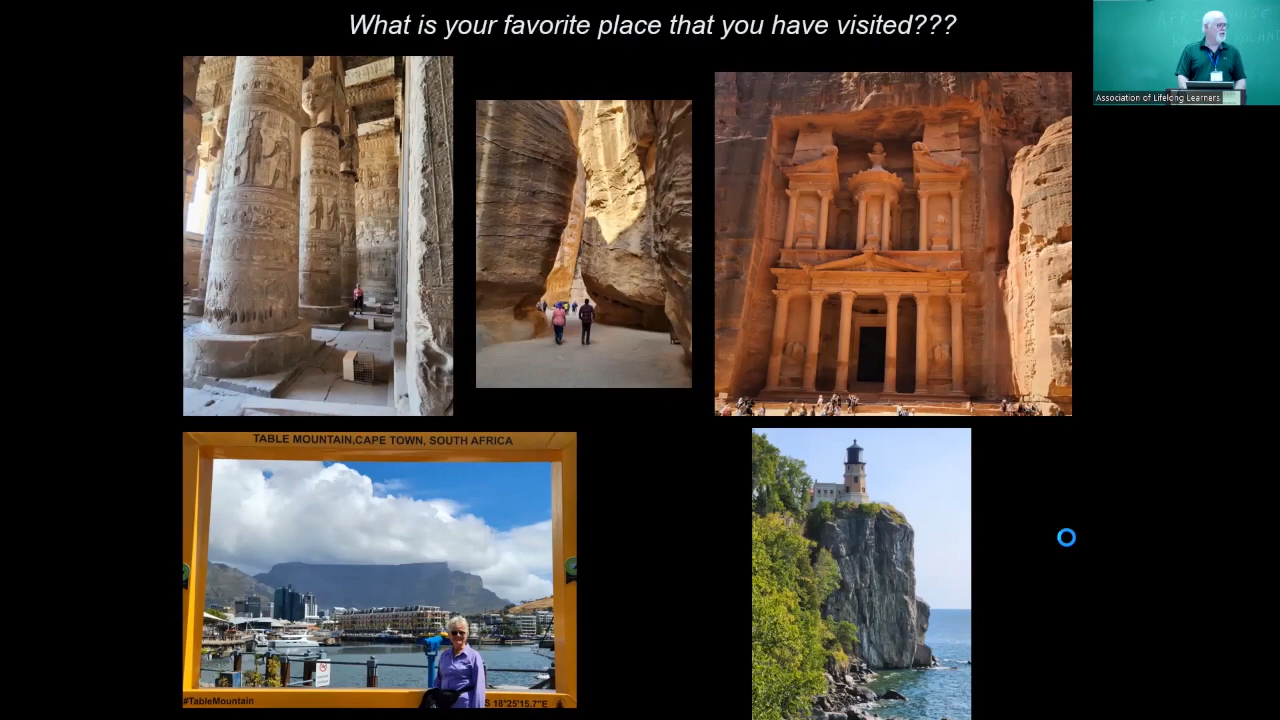 What is your favorite place that you have visited???
Association of Lifelong Learners
TABLE MOUNTAIN,CAPE TOWN, SOUTH AFRICA
#TableMountain
S 18°25'15.7"E